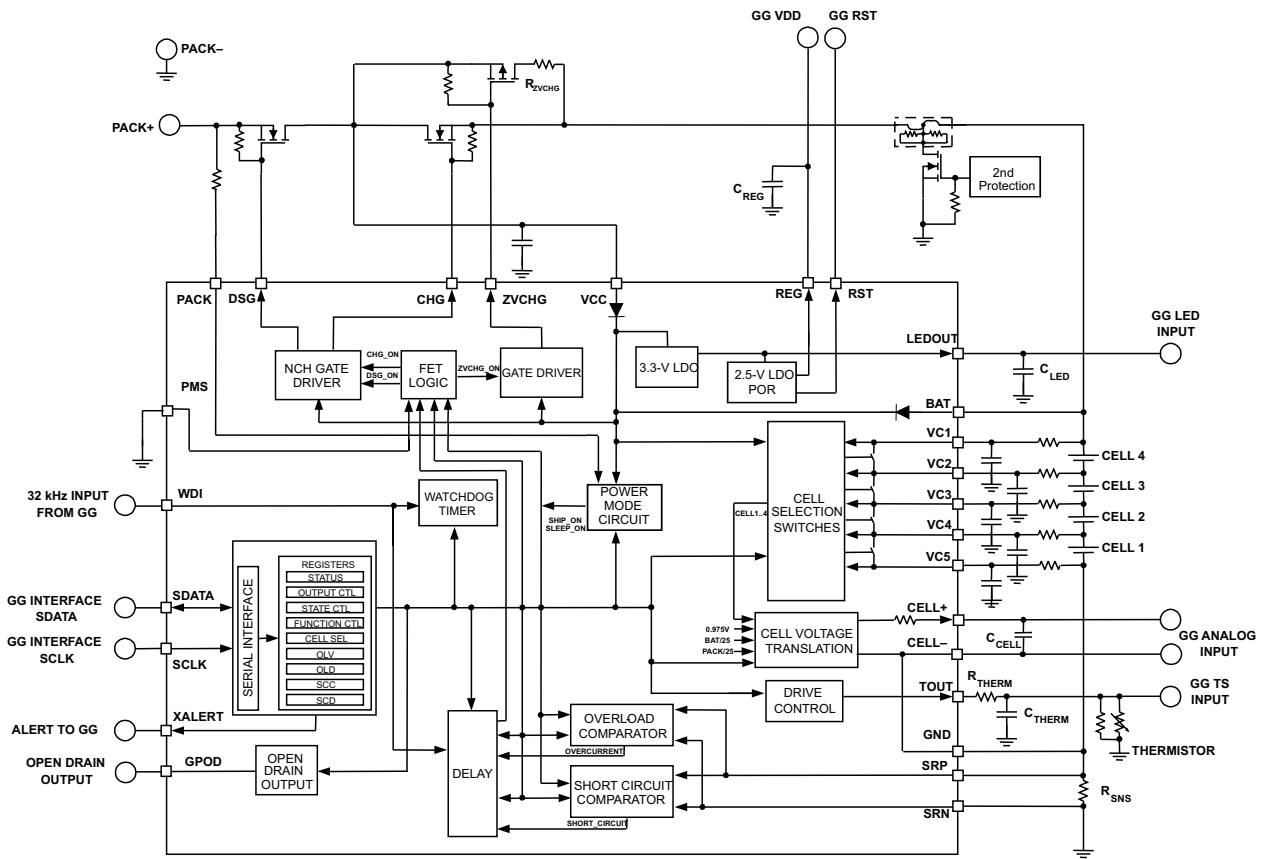 GG VDD
GG RST
PACK–
R ZVCHG
PACK+
2nd
Protection
C REG
PACK
DSG
CHG
ZVCHG
VCC
REG
RST
GG LED
INPUT
LEDOUT
NCH GATE
DRIVER
CHG_ON
DSG_ON
FET
LOGIC
ZVCHG_ON
GATE DRIVER
3.3-V LDO
2.5-V LDO
POR
C LED
PMS
BAT
VC1
CELL 4
VC2
CELL 3
VC3
CELL 2
VC4
CELL 1
VC5
32 kHz INPUT
FROM GG
WDI
WATCHDOG
TIMER
SHIP_ON
SLEEP_ON
POWER
MODE
CIRCUIT
CELL1..4
CELL
SELECTION
SWITCHES
REGISTERS
STATUS
OUTPUT CTL
STATE CTL
FUNCTION CTL
CELL SEL
OLV
OLD
SCC
SCD
SERIAL INTERFACE
GG INTERFACE
SDATA
SDATA
GG INTERFACE
SCLK
SCLK
0.975V
BAT/25
PACK/25
CELL VOLTAGE
TRANSLATION
CELL+
CELL–
C CELL
GG ANALOG
INPUT
DRIVE
CONTROL
TOUT
R THERM
C THERM
GG TS
INPUT
THERMISTOR
ALERT TO GG
XALERT
OVERLOAD
COMPARATOR
OVERCURRENT
GND
OPEN DRAIN
OUTPUT
GPOD
OPEN
DRAIN
OUTPUT
DELAY
SHORT CIRCUIT
COMPARATOR
SHORT_CIRCUIT
SRP
SRN
R SNS